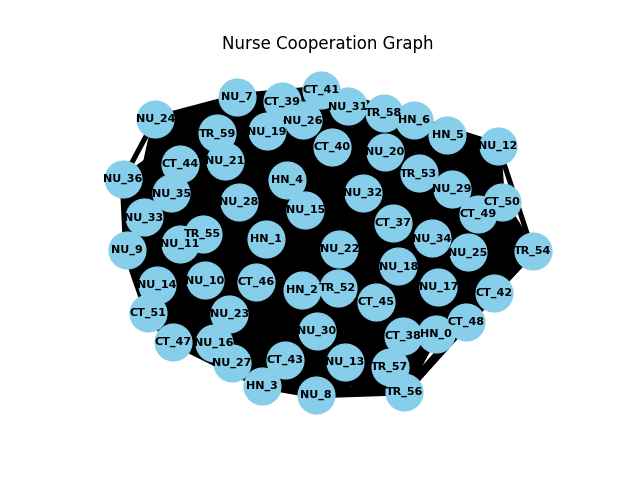 Nurse Cooperation Graph
CT_41
NU_7
CT_39
NU_31
TR_58
NU_24
NU_26
HN_6
TR_59
NU_19
HN_5
CT_40
NU_12
NU_20
NU_21
CT_44
TR_53
NU_36
HN_4
NU_29
NU_35
NU_32
NU_28
CT_50
NU_15
CT_49
NU_33
CT_37
TR_55
HN_1
NU_34
NU_11
NU_9
NU_22
NU_25
TR_54
NU_18
NU_10
CT_46
NU_14
NU_17
HN_2
TR_52
CT_42
CT_45
CT_51
NU_23
CT_48
NU_30
HN_0
CT_38
CT_47
NU_16
CT_43
NU_13
NU_27
TR_57
HN_3
TR_56
NU_8